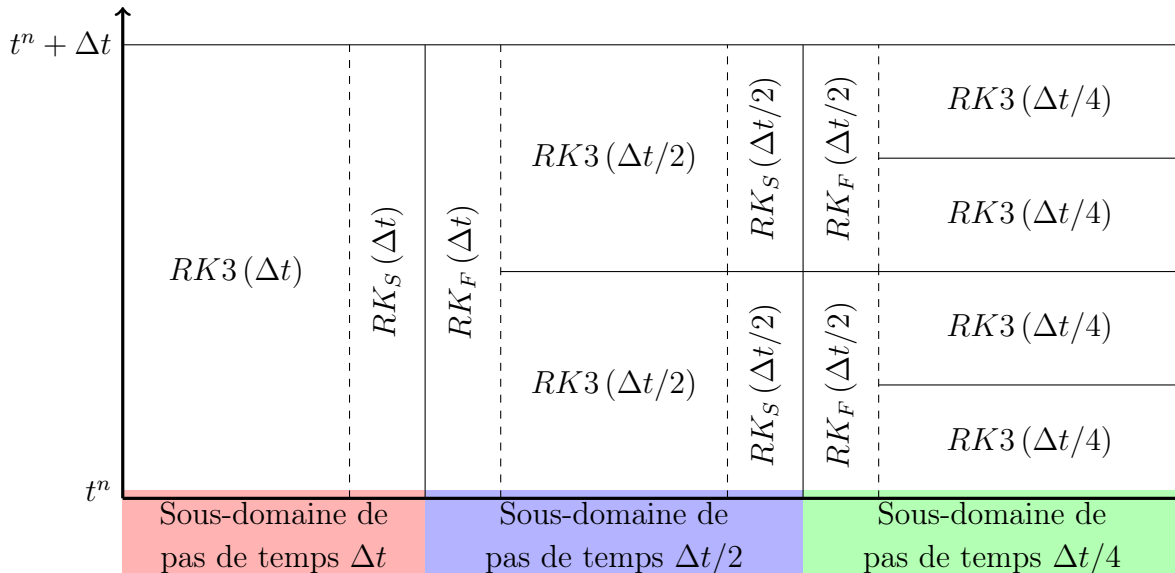 tⁿ + Δt
RK3 (Δt)
RK_S (Δt)
RK_F (Δt)
RK3 (Δt/2)
RK3 (Δt/2)
RK_S (Δt/2)
RK_S (Δt/2)
RK_F (Δt/2)
RK_F (Δt/2)
RK3 (Δt/4)
RK3 (Δt/4)
RK3 (Δt/4)
RK3 (Δt/4)
tⁿ
Sous-domaine de
pas de temps Δt
Sous-domaine de
pas de temps Δt/2
Sous-domaine de
pas de temps Δt/4